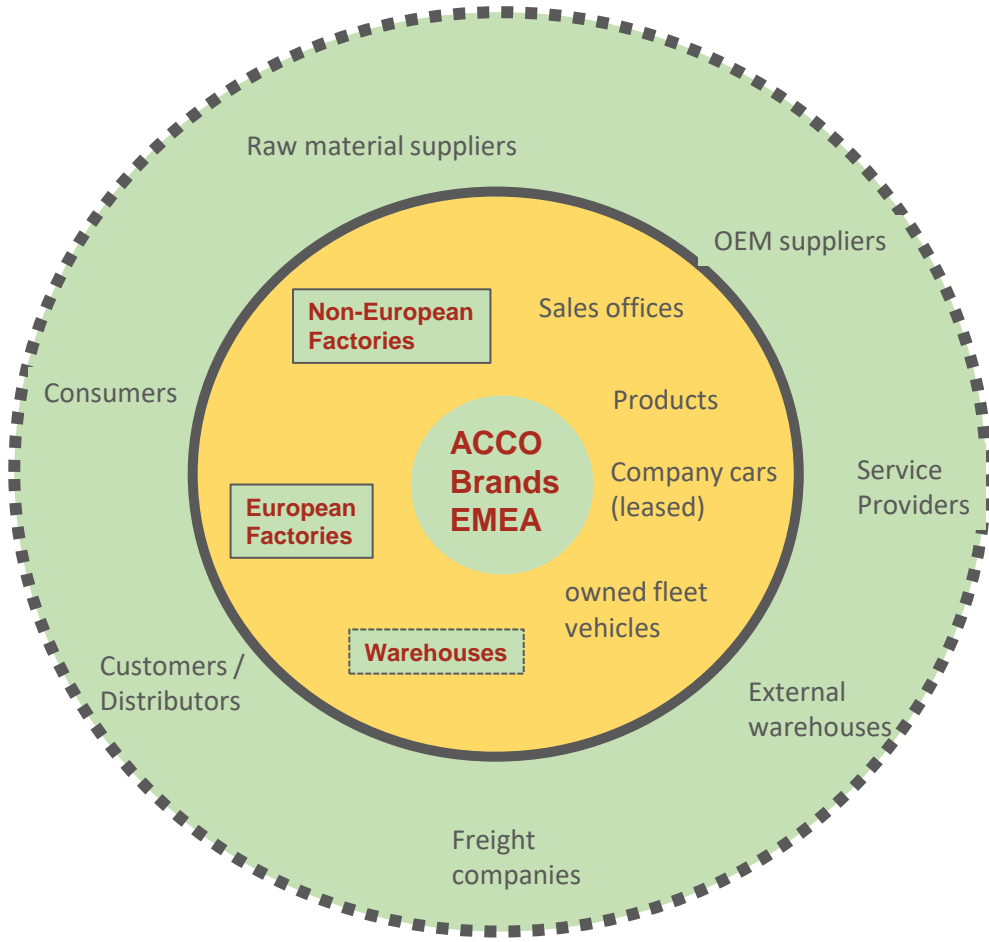 Raw material suppliers
OEM suppliers
Non-European
Factories
Sales offices
Consumers
Products
ACCO
Brands
EMEA
Company cars
(leased)
Service
Providers
European
Factories
owned fleet
vehicles
Warehouses
Customers /
Distributors
External
warehouses
Freight
companies